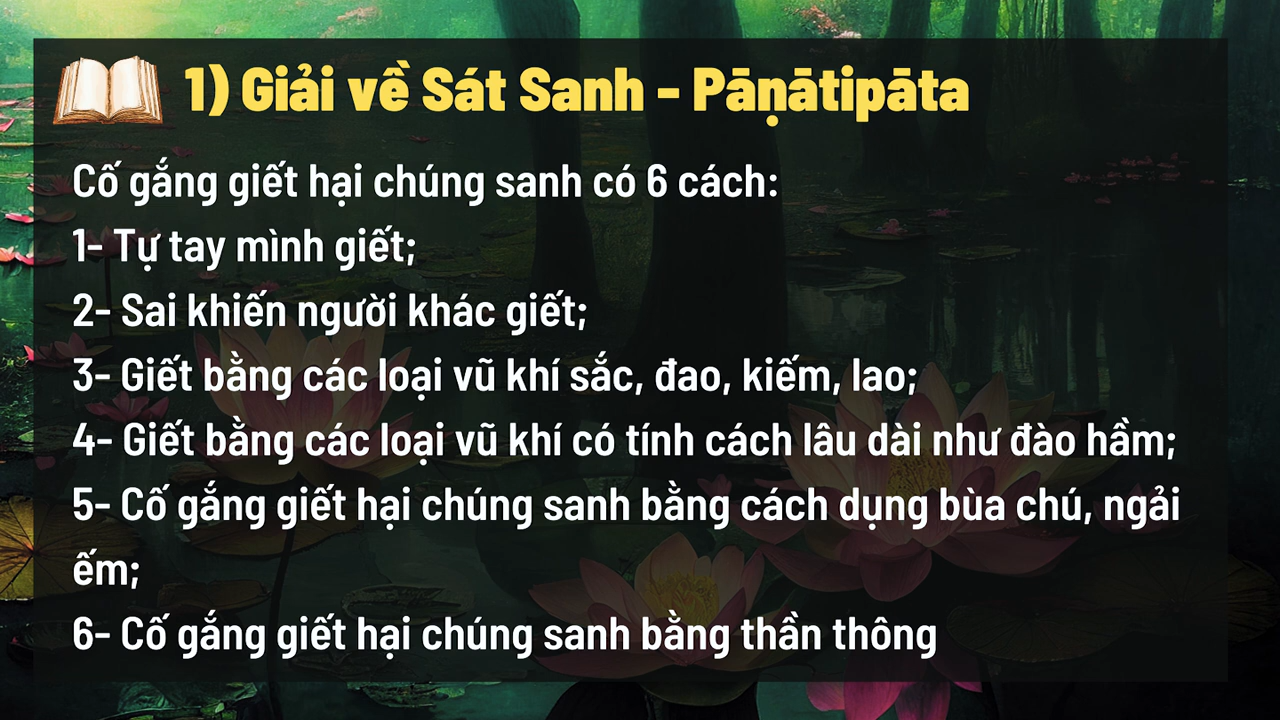 1) Giải về Sát Sanh - Pāṇātipāta
Cố gắng giết hại chúng sanh có 6 cách:
1- Tự tay mình giết;
2- Sai khiến người khác giết;
3- Giết bằng các loại vũ khí sắc, đao, kiếm, lao;
4- Giết bằng các loại vũ khí có tính cách lâu dài như đào hầm;
5- Cố gắng giết hại chúng sanh bằng cách dụng bùa chú, ngải
ếm;
6- Cố gắng giết hại chúng sanh bằng thần thông